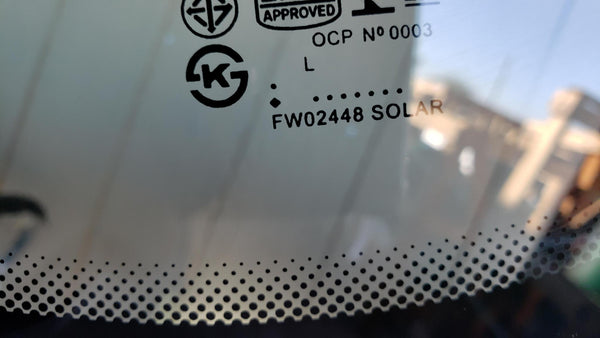 APPROVED
OCP Nº 0003
L
K
FW02448 SOLAR